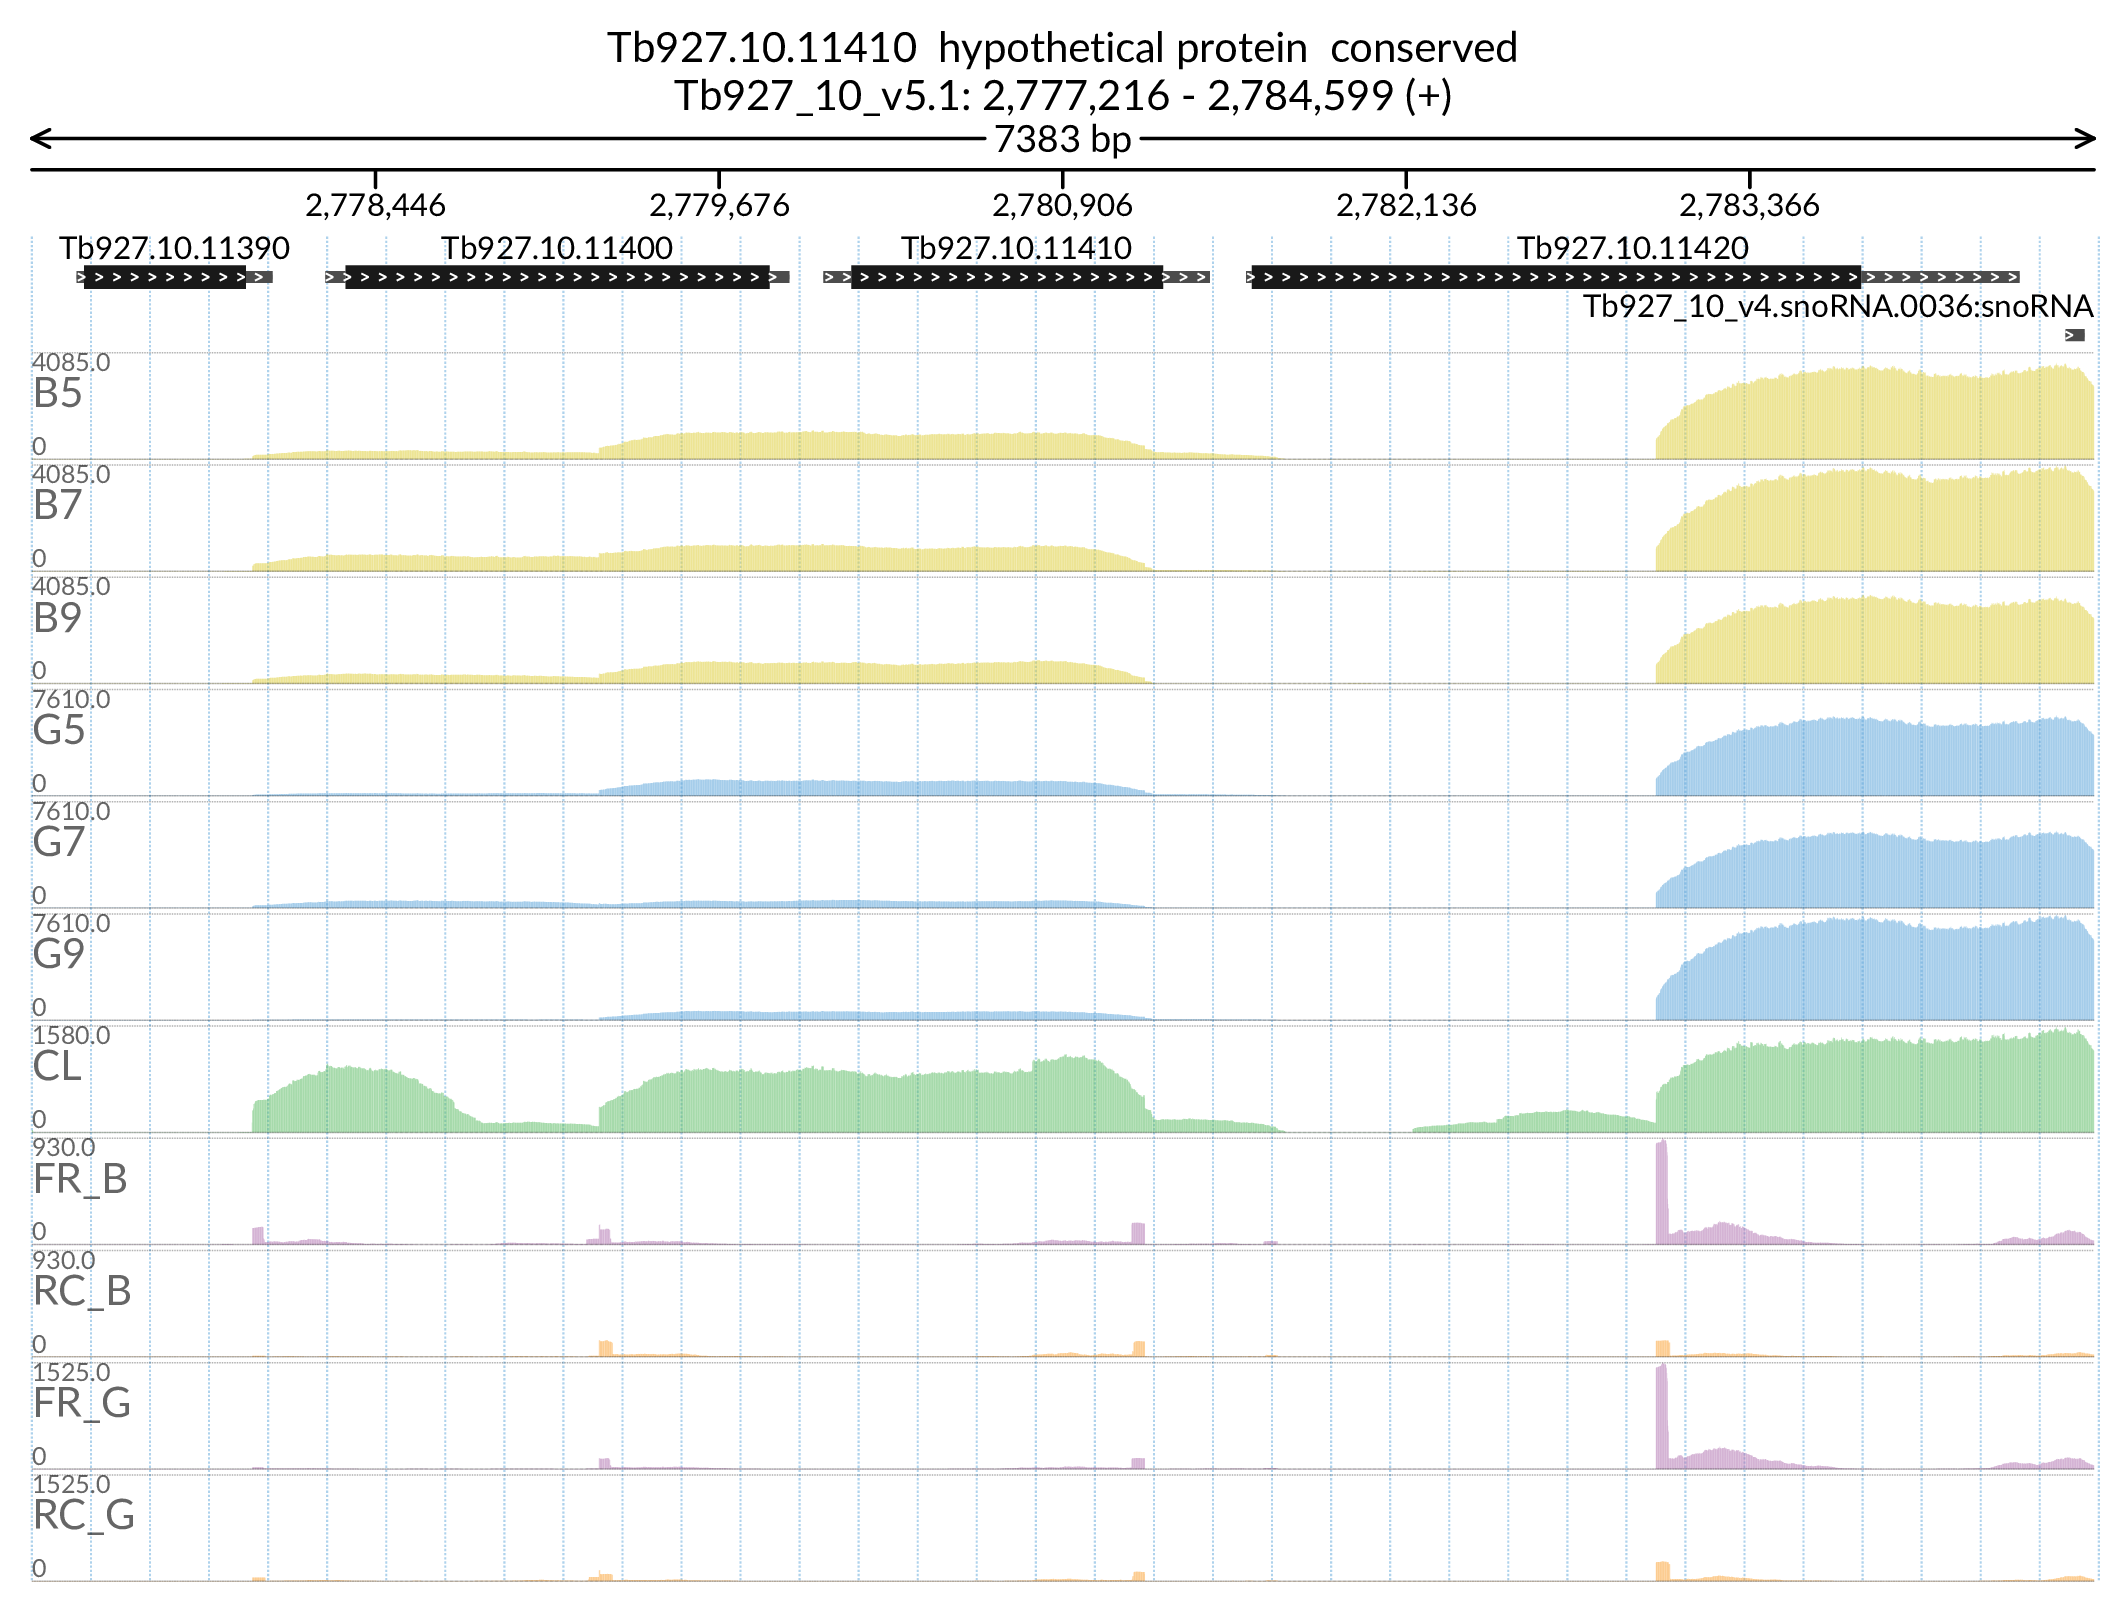 Tb927.10.11410 hypothetical protein conserved
Tb927_10_v5.1: 2,777,216 - 2,784,599 (+)
7383 bp
2,778,446 2,779,676 2,780,906 2,782,136 2,783,366
Tb927.10.11390 Tb927.10.11400 Tb927.10.11410 Tb927.10.11420
Tb927_10_v4.snoRNA.0036:snoRNA
4085.0
B5
0
4085.0
B7
0
4085.0
B9
0
7610.0
G5
0
7610.0
G7
0
7610.0
G9
0
1580.0
CL
0
930.0
FR_B
0
930.0
RC_B
0
1525.0
FR_G
0
1525.0
RC_G
0